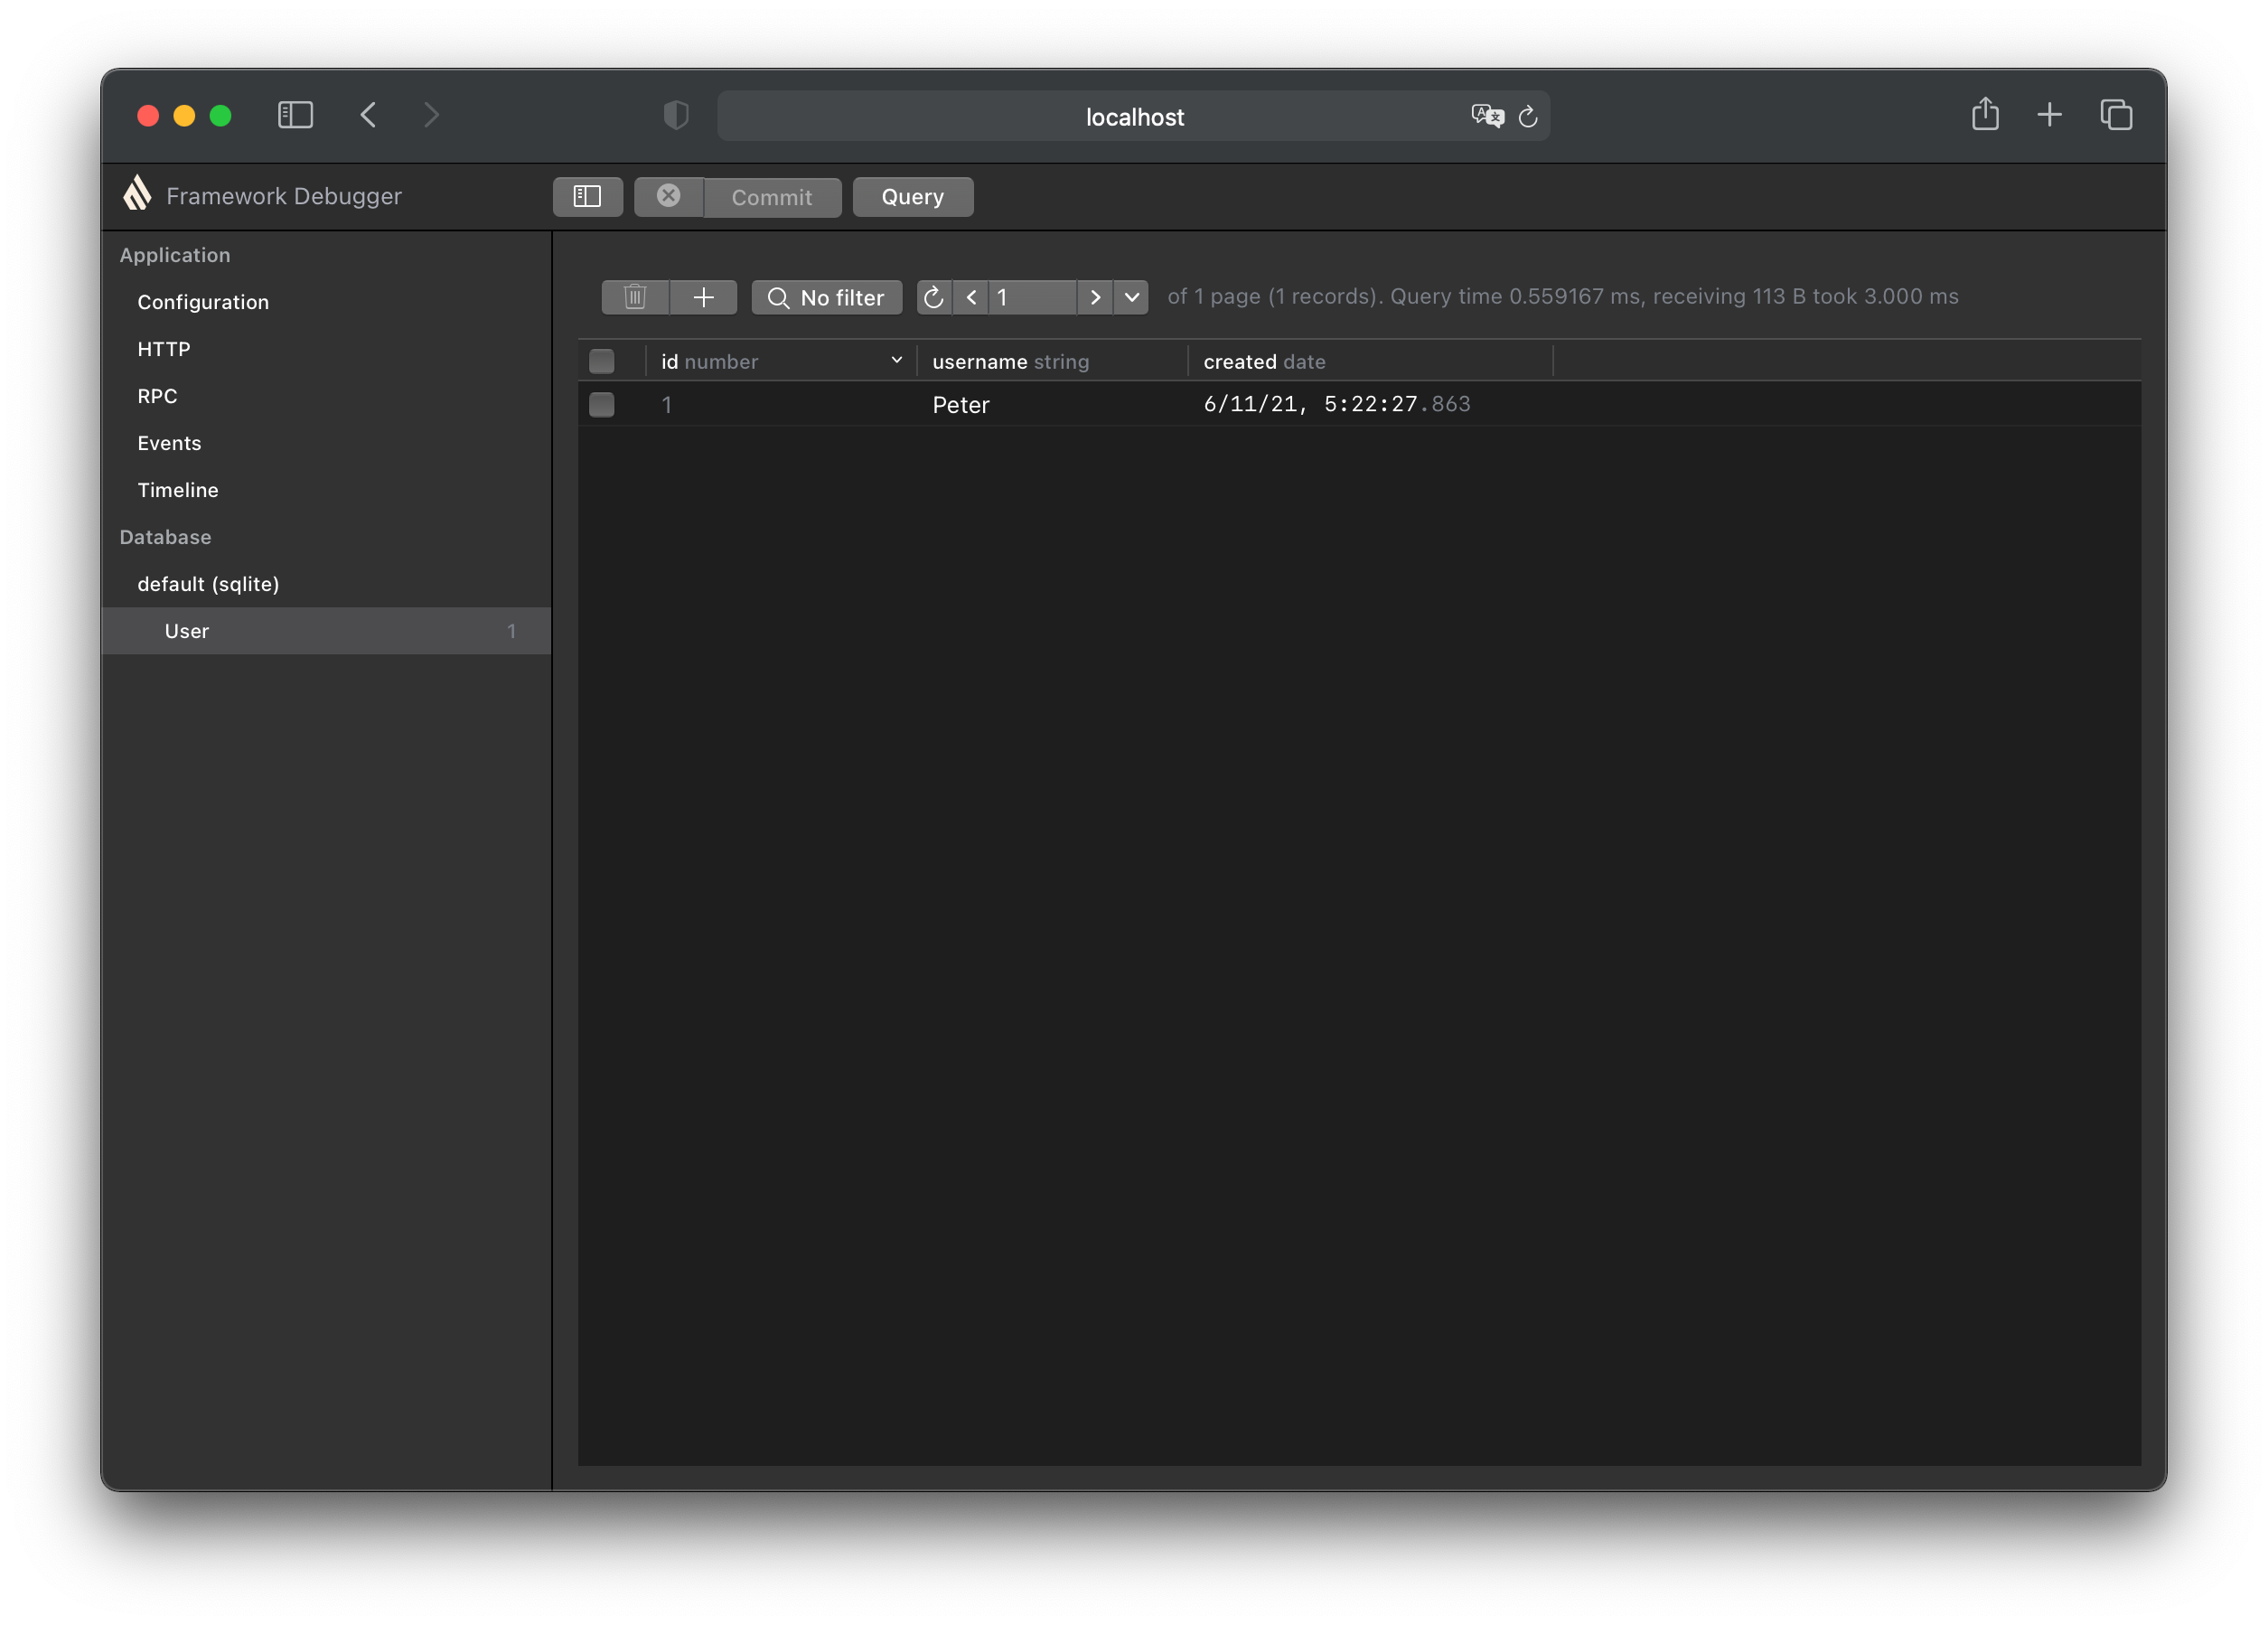 localhost
Framework Debugger
Commit
Query
Application
Configuration
HTTP
RPC
Events
Timeline
Database
default (sqlite)
User 1
No filter
1
of 1 page (1 records). Query time 0.559167 ms, receiving 113 B took 3.000 ms
id number username string created date
1 Peter 6/11/21, 5:22:27.863